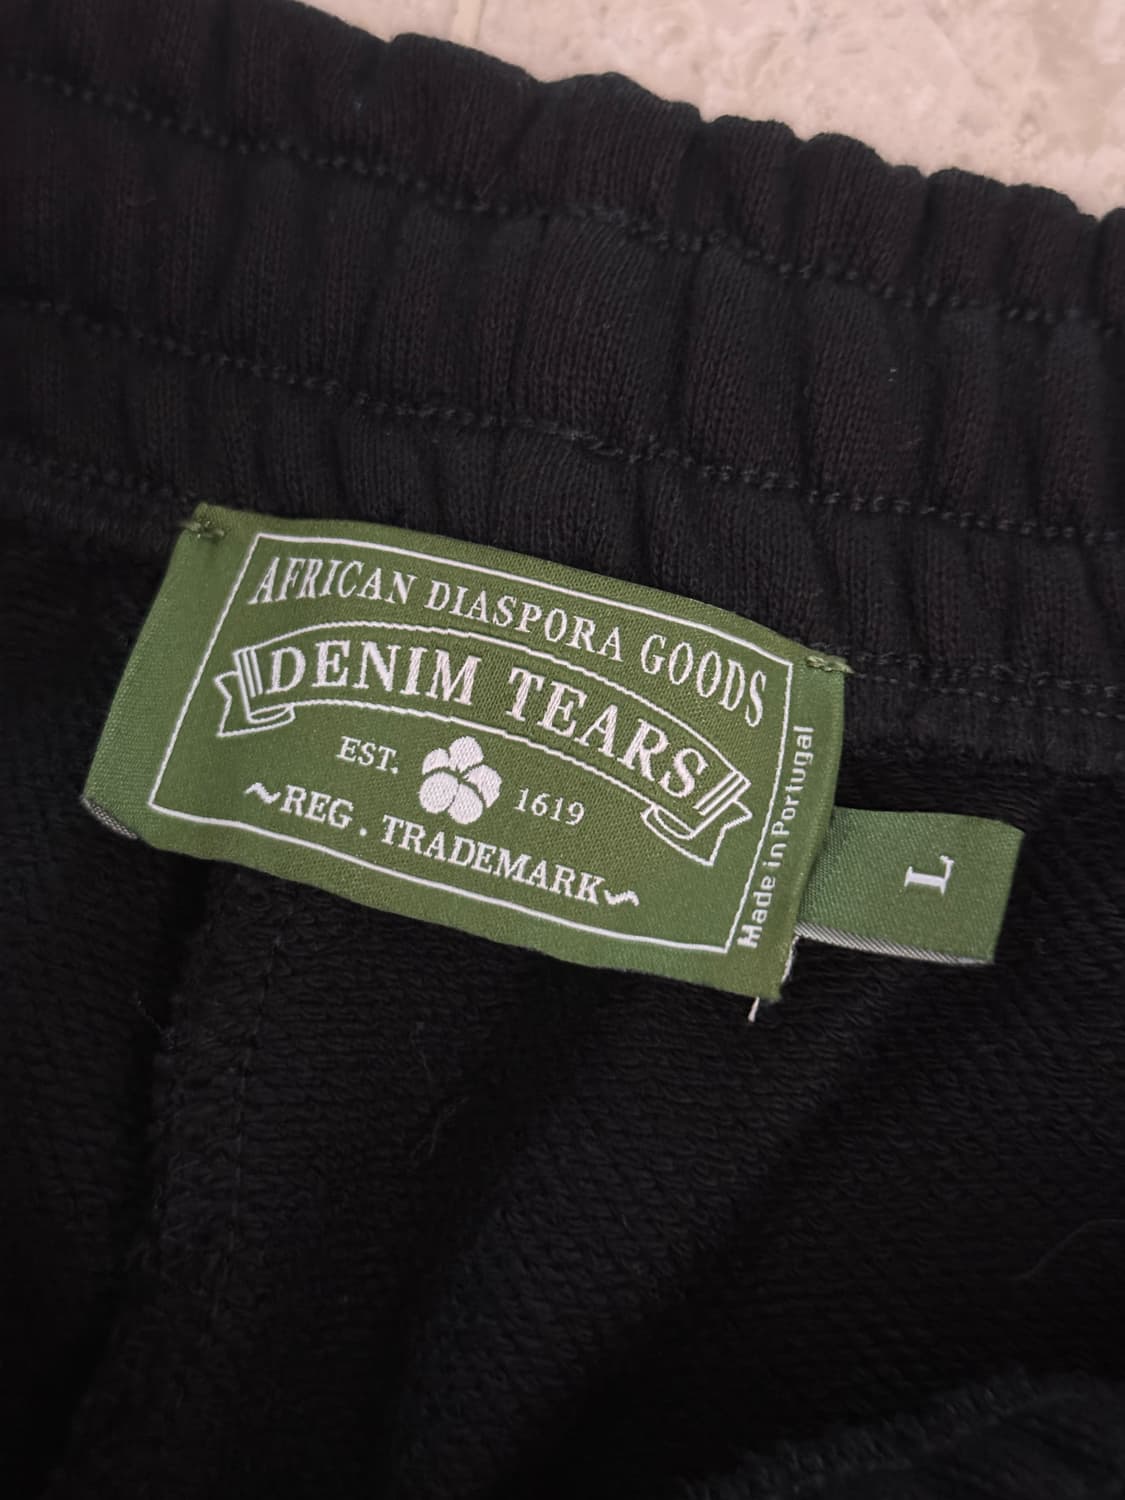 AFRICAN DIASPORA GOODS
DENIM TEARS
EST. 1619
~REG. TRADEMARK~
Made in Portugal
L